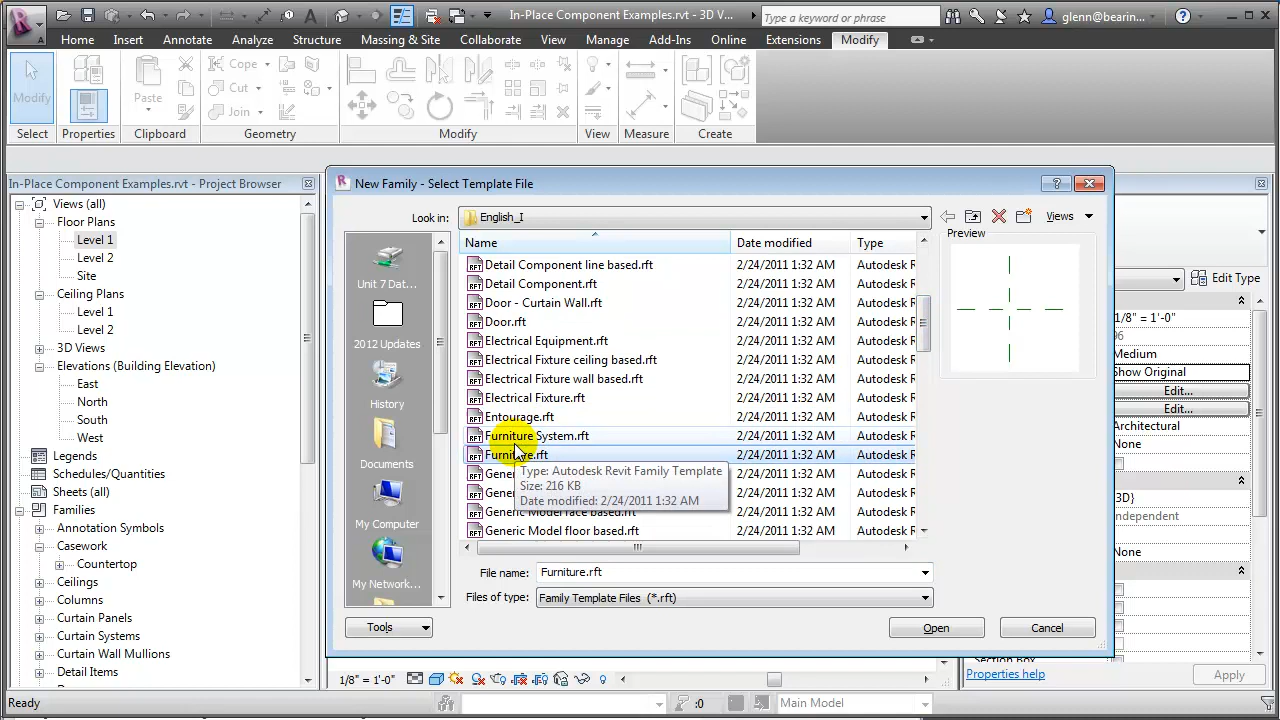 In-Place Component Examples.rvt - 3D V...
Type a keyword or phrase
glenn@bearin...
Home Insert Annotate Analyze Structure Massing & Site Collaborate View Manage Add-Ins Online Extensions Modify
Modify
Paste
Cope
Cut
Join
Select Properties Clipboard Geometry Modify View Measure Create
In-Place Component Examples.rvt - Project Browser
Views (all)
Floor Plans
Level 1
Level 2
Site
Ceiling Plans
Level 1
Level 2
3D Views
Elevations (Building Elevation)
East
North
South
West
Legends
Schedules/Quantities
Sheets (all)
Families
Annotation Symbols
Casework
Countertop
Ceilings
Columns
Curtain Panels
Curtain Systems
Curtain Wall Mullions
Detail Items
New Family - Select Template File
Look in: English_I
Views
Unit 7 Dat...
2012 Updates
History
Documents
My Computer
My Network...
Name Date modified Type
Detail Component line based.rft 2/24/2011 1:32 AM Autodesk R
Detail Component.rft 2/24/2011 1:32 AM Autodesk R
Door - Curtain Wall.rft 2/24/2011 1:32 AM Autodesk R
Door.rft 2/24/2011 1:32 AM Autodesk R
Electrical Equipment.rft 2/24/2011 1:32 AM Autodesk R
Electrical Fixture ceiling based.rft 2/24/2011 1:32 AM Autodesk R
Electrical Fixture wall based.rft 2/24/2011 1:32 AM Autodesk R
Electrical Fixture.rft 2/24/2011 1:32 AM Autodesk R
Entourage.rft 2/24/2011 1:32 AM Autodesk R
Furniture System.rft 2/24/2011 1:32 AM Autodesk R
Furniture.rft 2/24/2011 1:32 AM Autodesk R
2/24/2011 1:32 AM Autodesk R
2/24/2011 1:32 AM Autodesk R
Generic Model face based.rft 2/24/2011 1:32 AM Autodesk R
Generic Model floor based.rft 2/24/2011 1:32 AM Autodesk R
Type: Autodesk Revit Family Template
Size: 216 KB
Date modified: 2/24/2011 1:32 AM
Preview
File name: Furniture.rft
Files of type: Family Template Files (*.rft)
Tools
Open
Cancel
Edit Type
1/8" = 1'-0"
96
Medium
Show Original
Edit...
Edit...
Architectural
None
{3D}
Independent
None
Properties help
Apply
1/8" = 1'-0"
Ready
:0
Main Model